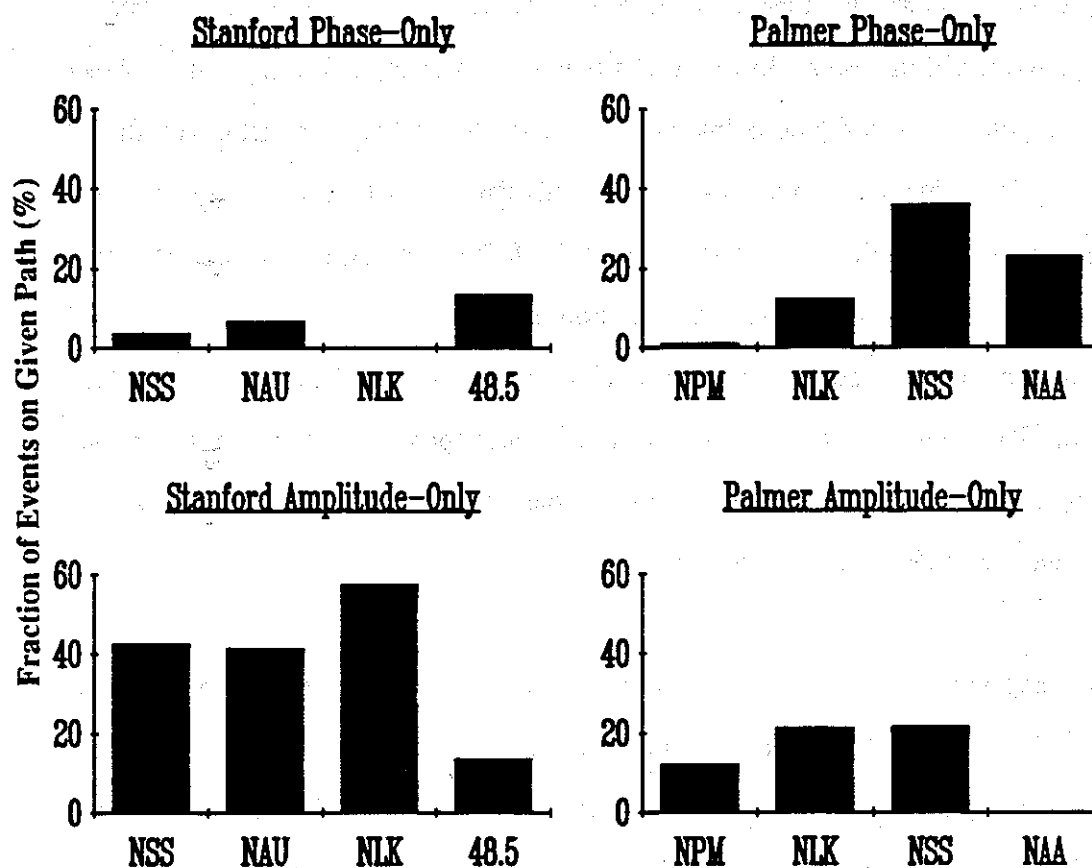 Stanford Phase-Only
Palmer Phase-Only
Fraction of Events on Given Path (%)
60
40
20
0
NSS NAU NLK 48.5
60
40
20
0
NPM NLK NSS NAA
Stanford Amplitude-Only
Palmer Amplitude-Only
60
40
20
0
NSS NAU NLK 48.5
60
40
20
0
NPM NLK NSS NAA